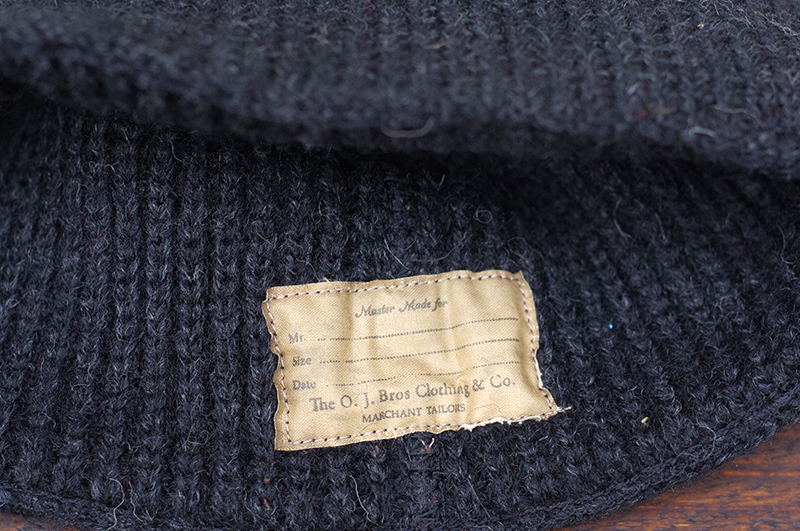 Master Made for
Mr.
Size
Date
The O. J. Bros Clothing & Co.
MARCHANT TAILORS